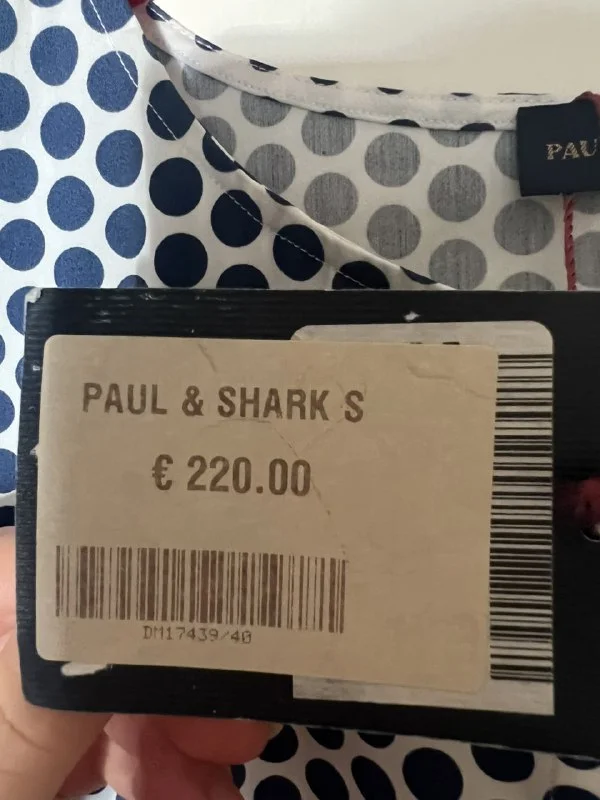 PAU
PAUL & SHARK S
€ 220.00
DM17439/40